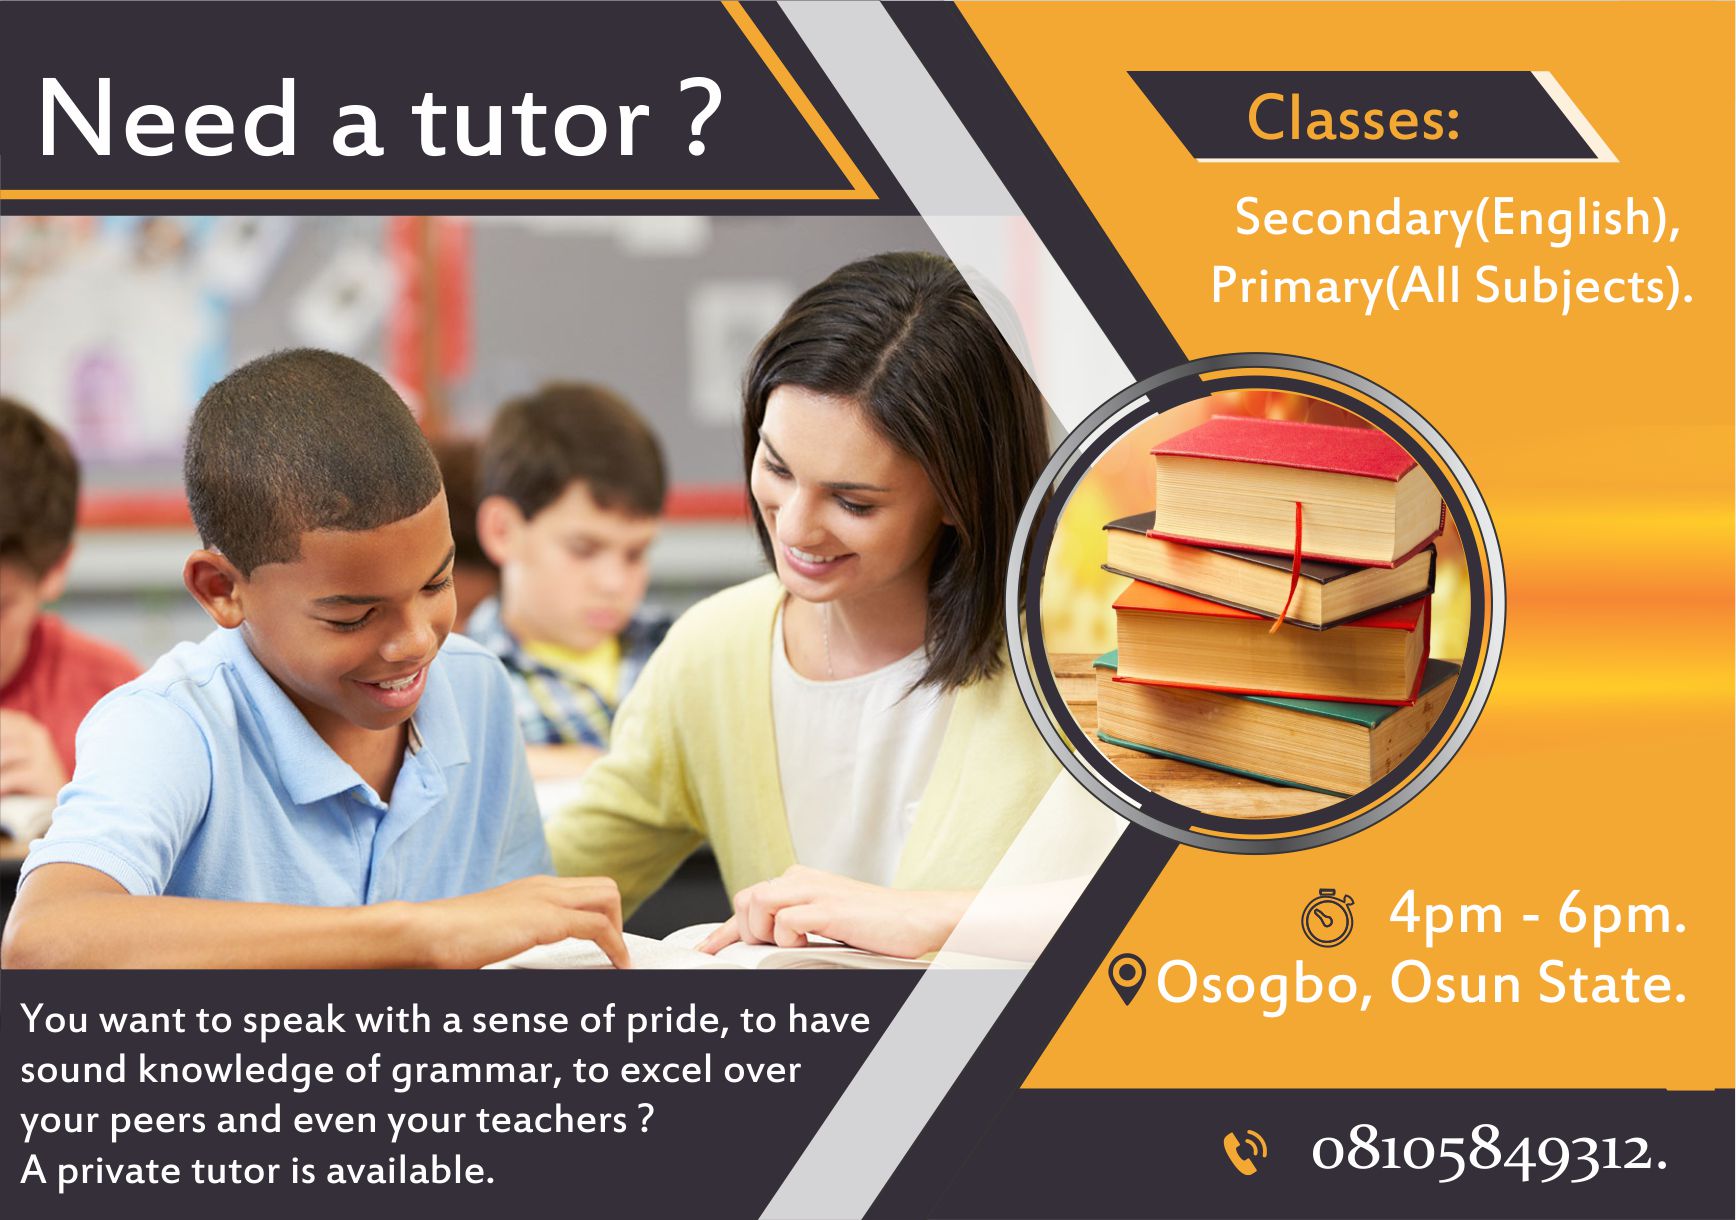 Need a tutor ?
Classes:
Secondary(English),
Primary(All Subjects).
4pm - 6pm.
Osogbo, Osun State.
You want to speak with a sense of pride, to have
sound knowledge of grammar, to excel over
your peers and even your teachers ?
A private tutor is available.
08105849312.